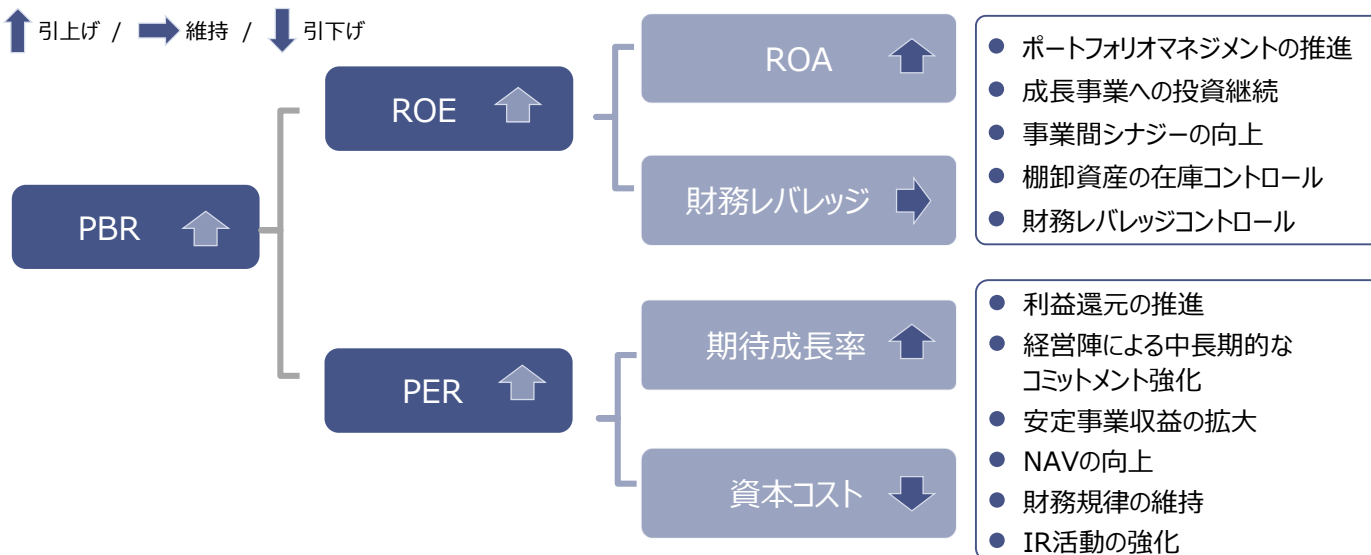 引上げ / 維持 / 引下げ
PBR
ROE
ROA
財務レバレッジ
・ポートフォリオマネジメントの推進
・成長事業への投資継続
・事業間シナジーの向上
・棚卸資産の在庫コントロール
・財務レバレッジコントロール
PER
期待成長率
資本コスト
・利益還元の推進
・経営陣による中長期的な
コミットメント強化
・安定事業収益の拡大
・NAVの向上
・財務規律の維持
・IR活動の強化